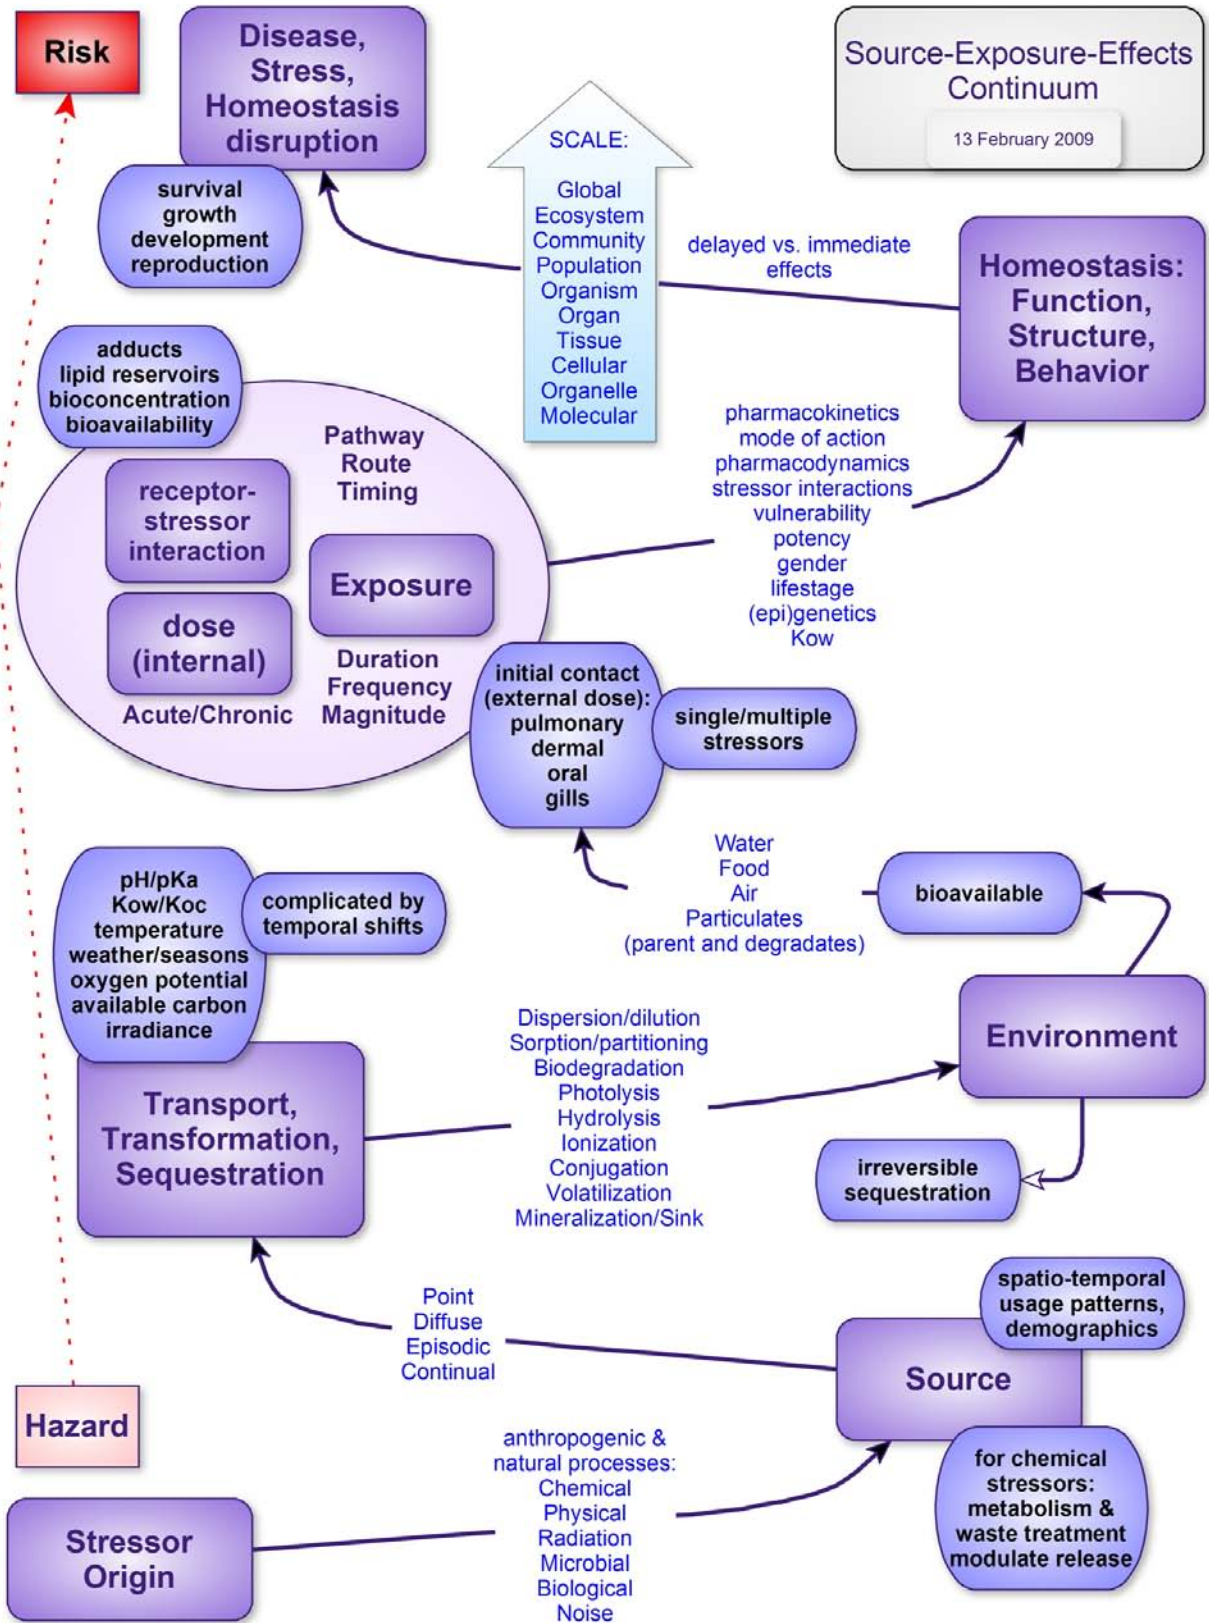 Risk
Disease,
Stress,
Homeostasis
disruption
survival
growth
development
reproduction
SCALE:
Global
Ecosystem
Community
Population
Organism
Organ
Tissue
Cellular
Organelle
Molecular
Source-Exposure-Effects
Continuum
13 February 2009
delayed vs. immediate
effects
Homeostasis:
Function,
Structure,
Behavior
adducts
lipid reservoirs
bioconcentration
bioavailability
Pathway
Route
Timing
receptor-
stressor
interaction
Exposure
dose
(internal)
Acute/Chronic
Duration
Frequency
Magnitude
pharmacokinetics
mode of action
pharmacodynamics
stressor interactions
vulnerability
potency
gender
lifestage
(epi)genetics
Kow
initial contact
(external dose):
pulmonary
dermal
oral
gills
single/multiple
stressors
Water
Food
Air
Particulates
(parent and degradates)
bioavailable
pH/pKa
Kow/Koc
temperature
weather/seasons
oxygen potential
available carbon
irradiance
complicated by
temporal shifts
Transport,
Transformation,
Sequestration
Dispersion/dilution
Sorption/partitioning
Biodegradation
Photolysis
Hydrolysis
Ionization
Conjugation
Volatilization
Mineralization/Sink
Environment
irreversible
sequestration
Point
Diffuse
Episodic
Continual
spatio-temporal
usage patterns,
demographics
Source
for chemical
stressors:
metabolism &
waste treatment
modulate release
Hazard
anthropogenic &
natural processes:
Chemical
Physical
Radiation
Microbial
Biological
Noise
Stressor
Origin